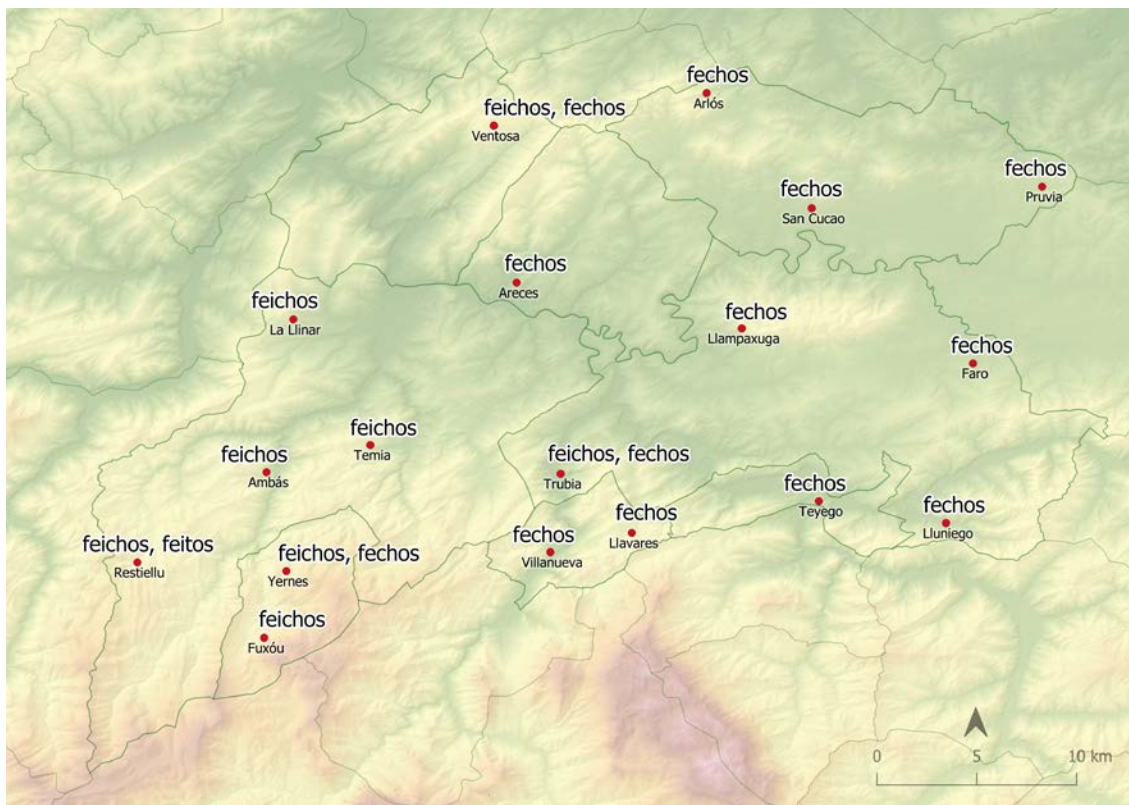 fechos
Arlós
feichos, fechos
Ventosa
fechos
Pruvia
fechos
San Cucao
fechos
Areces
feichos
La Llinar
fechos
Llampaxuga
fechos
Faro
feichos
Temia
feichos
Ambás
feichos, fechos
Trubia
fechos
Teyego
fechos
Llavares
fechos
Lluniego
feichos, feitos
Restiellu
feichos, fechos
Yernes
fechos
Villanueva
feichos
Fuxóu
0 5 10 km